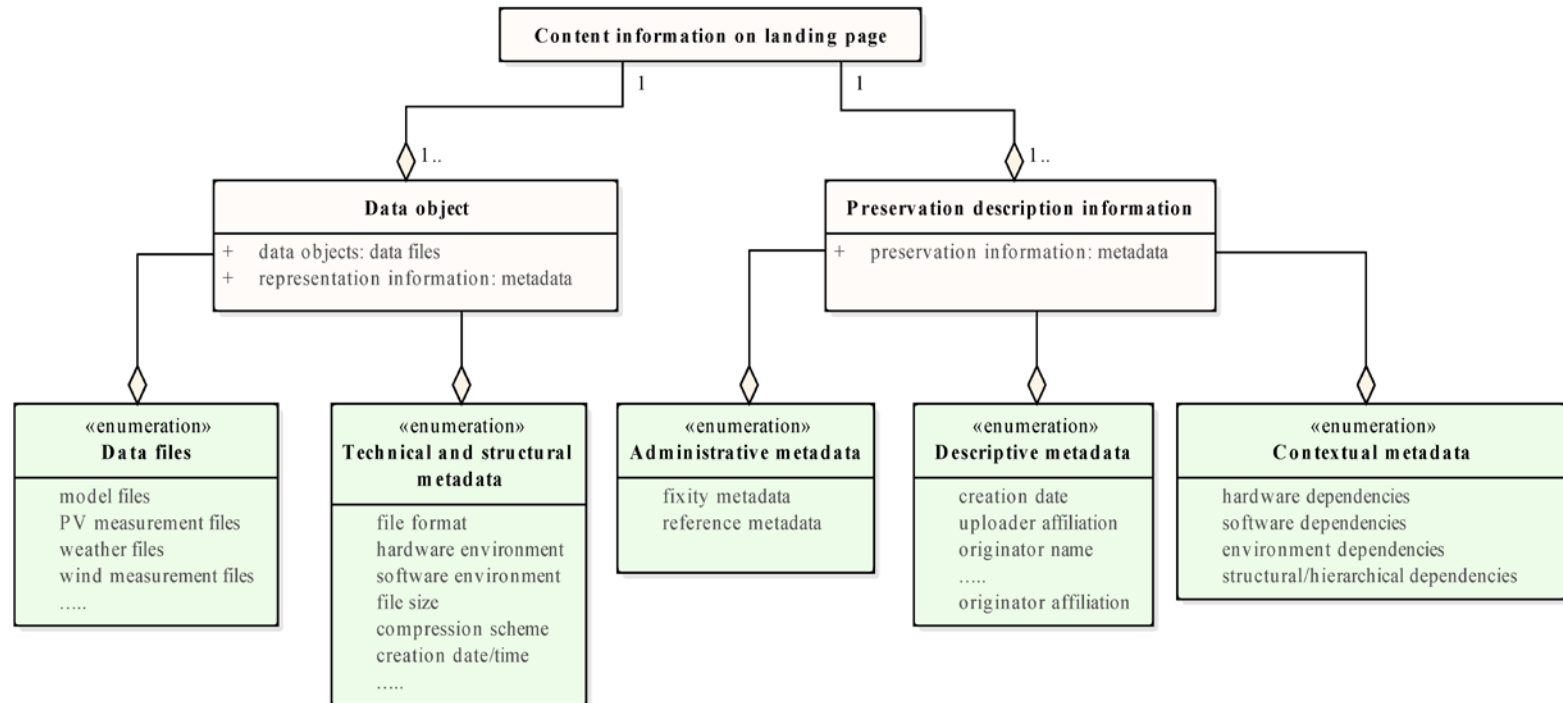 Content information on landing page
1
1
1..
1..
Data object
+ data objects: data files
+ representation information: metadata
Preservation description information
+ preservation information: metadata
«enumeration»
Data files
model files
PV measurement files
weather files
wind measurement files
.....
«enumeration»
Technical and structural
metadata
file format
hardware environment
software environment
file size
compression scheme
creation date/time
.....
«enumeration»
Administrative metadata
fixity metadata
reference metadata
«enumeration»
Descriptive metadata
creation date
uploader affiliation
originator name
.....
originator affiliation
«enumeration»
Contextual metadata
hardware dependencies
software dependencies
environment dependencies
structural/hierarchical dependencies